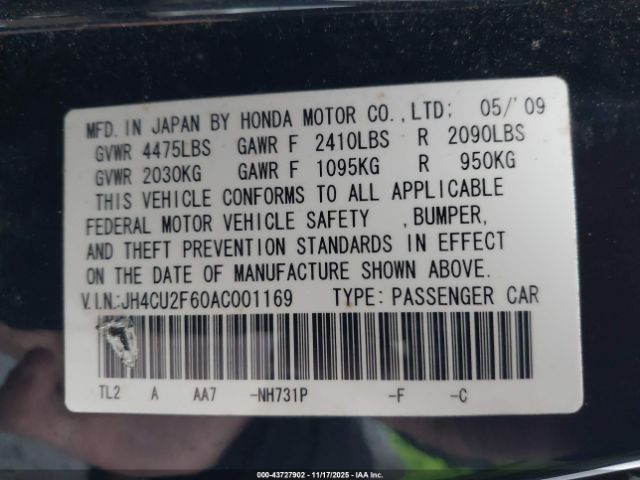 MFD. IN JAPAN BY HONDA MOTOR CO.,LTD; 05/'09
GVWR 4475LBS GAWR F 2410LBS R 2090LBS
GVWR 2030KG GAWR F 1095KG R 950KG
THIS VEHICLE CONFORMS TO ALL APPLICABLE
FEDERAL MOTOR VEHICLE SAFETY ,BUMPER,
AND THEFT PREVENTION STANDARDS IN EFFECT
ON THE DATE OF MANUFACTURE SHOWN ABOVE.
V.I.N.:JH4CU2F60AC001169 TYPE: PASSENGER CAR
TL2 A AA7 -NH731P -F -C
000-43727902 - 11/17/2025 - IAA Inc.